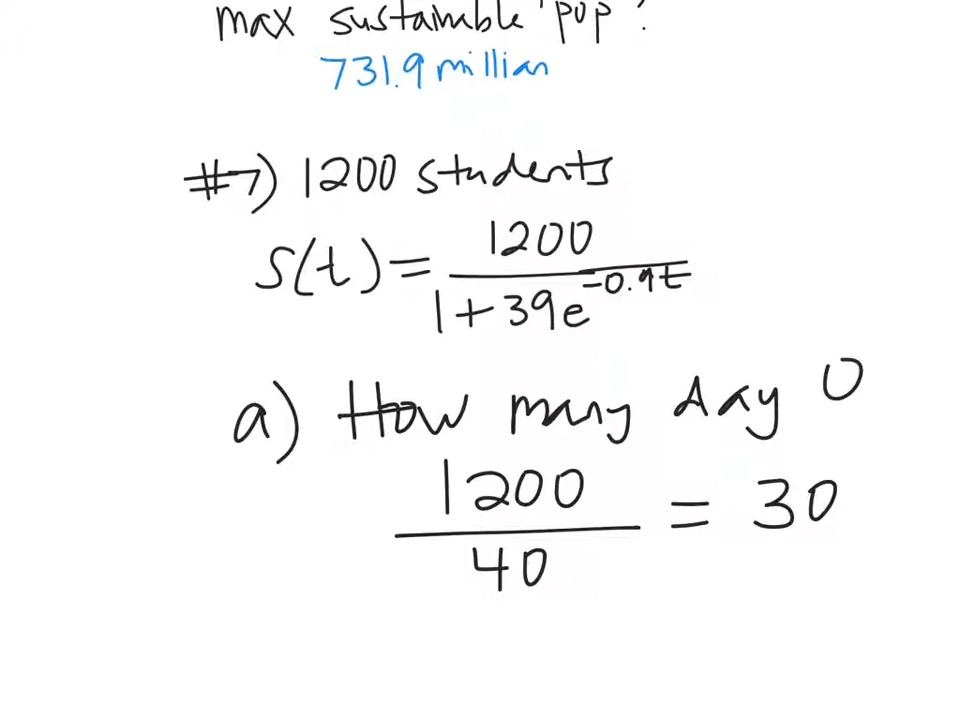 max sustainable pop?
731.9 million
#7) 1200 students
S(t) = 1200 / 1 + 39e^-0.9t
a) How many day 0
1200 / 40 = 30